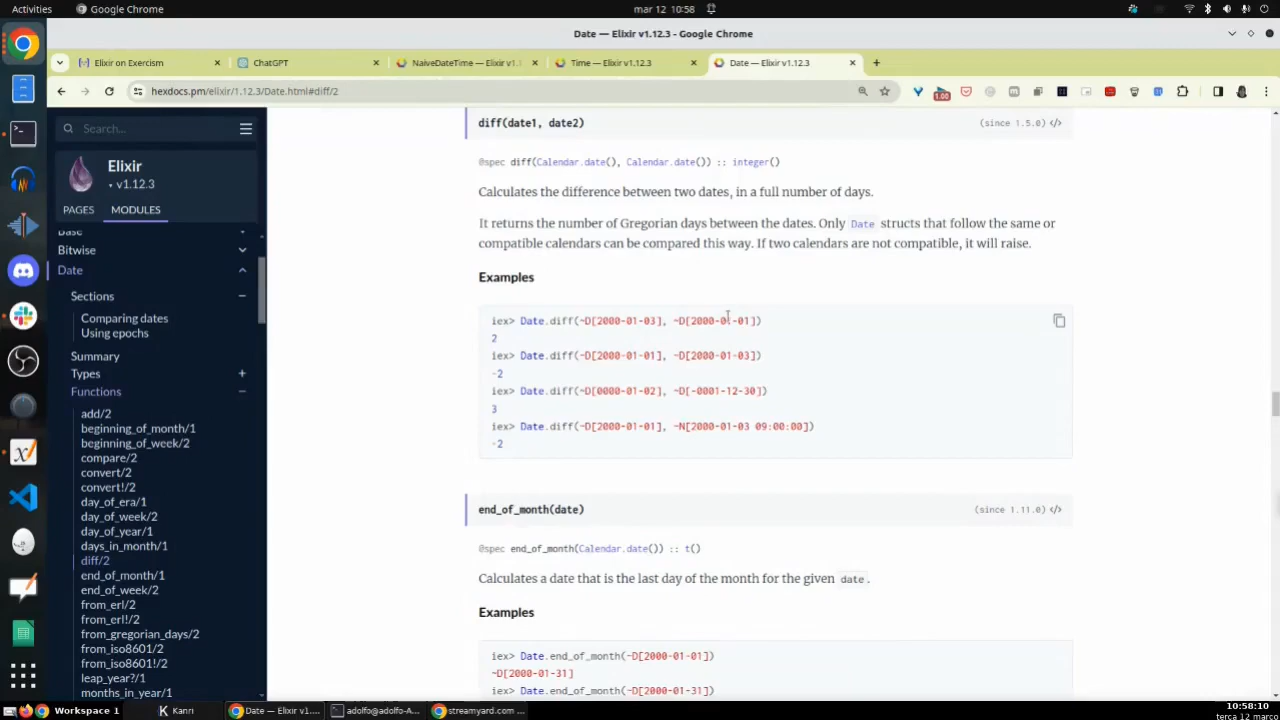 Activities
Google Chrome
mar 12 10:58
Date — Elixir v1.12.3 - Google Chrome
Elixir on Exercism
ChatGPT
NaiveDateTime — Elixir v1.
Time — Elixir v1.12.3
Date — Elixir v1.12.3
hexdocs.pm/elixir/1.12.3/Date.html#diff/2
1.00
Search...
Elixir
v1.12.3
PAGES
MODULES
Base
Bitwise
Date
Sections
Comparing dates
Using epochs
Summary
Types
Functions
add/2
beginning_of_month/1
beginning_of_week/2
compare/2
convert/2
convert!/2
day_of_era/1
day_of_week/2
day_of_year/1
days_in_month/1
diff/2
end_of_month/1
end_of_week/2
from_erl/2
from_erl!/2
from_gregorian_days/2
from_iso8601/2
from_iso8601!/2
leap_year?/1
months_in_year/1
diff(date1, date2)
(since 1.5.0) </>
@spec diff(Calendar.date(), Calendar.date()) :: integer()
Calculates the difference between two dates, in a full number of days.
It returns the number of Gregorian days between the dates. Only Date structs that follow the same or
compatible calendars can be compared this way. If two calendars are not compatible, it will raise.
Examples
iex> Date.diff(~D[2000-01-03], ~D[2000-01-01])
2
iex> Date.diff(~D[2000-01-01], ~D[2000-01-03])
-2
iex> Date.diff(~D[0000-01-02], ~D[-0001-12-30])
3
iex> Date.diff(~D[2000-01-01], ~N[2000-01-03 09:00:00])
-2
end_of_month(date)
(since 1.11.0) </>
@spec end_of_month(Calendar.date()) :: t()
Calculates a date that is the last day of the month for the given date.
Examples
iex> Date.end_of_month(~D[2000-01-01])
~D[2000-01-31]
iex> Date.end_of_month(~D[2000-01-31])
Workspace 1
Kanri
Date — Elixir v1....
adolfo@adolfo-A...
streamyard.com ...
10:58:10
terça 12 março